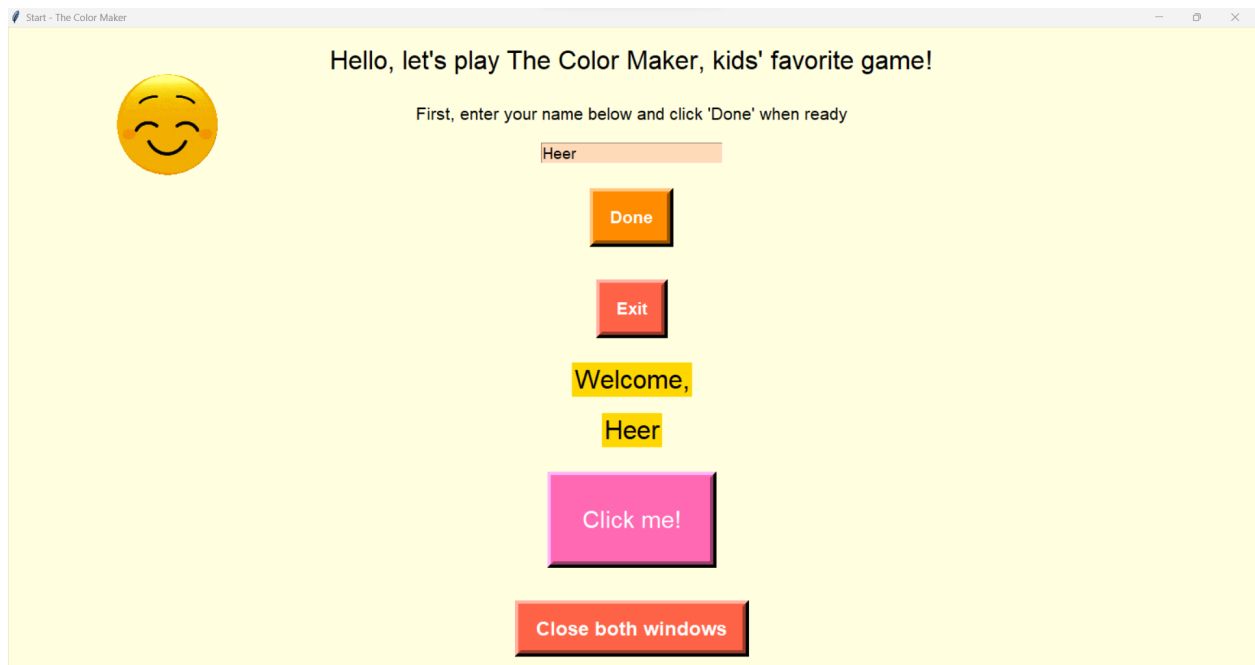 Start - The Color Maker
Hello, let's play The Color Maker, kids' favorite game!
First, enter your name below and click 'Done' when ready
Heer
Done
Exit
Welcome,
Heer
Click me!
Close both windows